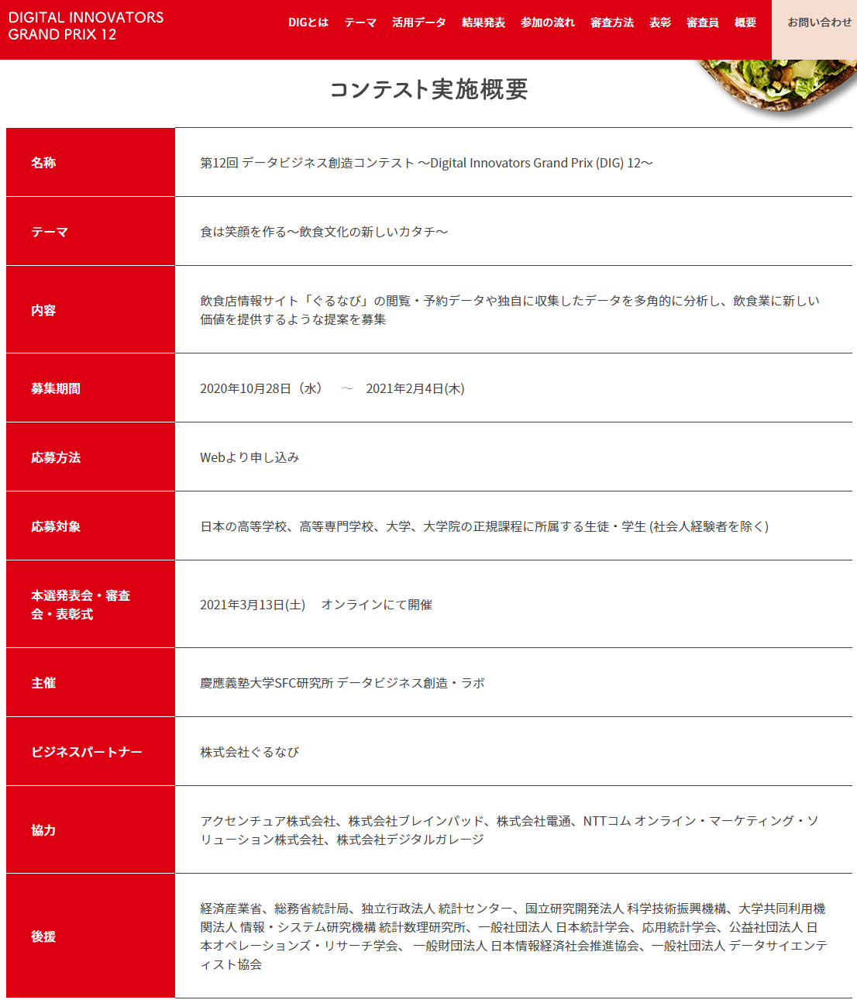 DIGITAL INNOVATORS
GRAND PRIX 12
DIGとは テーマ 活用データ 結果発表 参加の流れ 審査方法 表彰 審査員 概要 お問い合わせ
コンテスト実施概要
名称
第12回 データビジネス創造コンテスト ～Digital Innovators Grand Prix (DIG) 12～
テーマ
食は笑顔を作る～飲食文化の新しいカタチ～
内容
飲食店情報サイト「ぐるなび」の閲覧・予約データや独自に収集したデータを多角的に分析し、飲食業に新しい
価値を提供するような提案を募集
募集期間
2020年10月28日（水）　～　2021年2月4日(木)
応募方法
Webより申し込み
応募対象
日本の高等学校、高等専門学校、大学、大学院の正規課程に所属する生徒・学生 (社会人経験者を除く)
本選発表会・審査
会・表彰式
2021年3月13日(土)　オンラインにて開催
主催
慶應義塾大学SFC研究所 データビジネス創造・ラボ
ビジネスパートナー
株式会社ぐるなび
協力
アクセンチュア株式会社、株式会社ブレインパッド、株式会社電通、NTTコム オンライン・マーケティング・ソ
リューション株式会社、株式会社デジタルガレージ
後援
経済産業省、総務省統計局、独立行政法人 統計センター、国立研究開発法人 科学技術振興機構、大学共同利用機
関法人 情報・システム研究機構 統計数理研究所、一般社団法人 日本統計学会、応用統計学会、公益社団法人 日
本オペレーションズ・リサーチ学会、 一般財団法人 日本情報経済社会推進協会、一般社団法人 データサイエンテ
ィスト協会